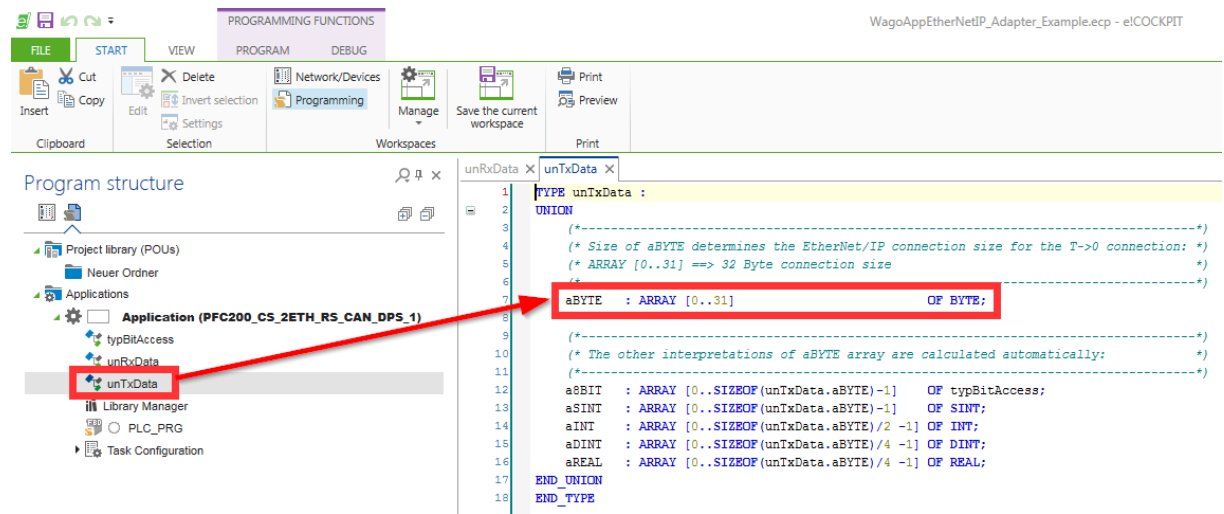 PROGRAMMING FUNCTIONS
WagoAppEtherNetIP_Adapter_Example.ecp - e!COCKPIT
FILE START VIEW PROGRAM DEBUG
Insert
Cut
Copy
Clipboard
Edit
Delete
Invert selection
Settings
Selection
Network/Devices
Programming
Manage
Save the current
workspace
Workspaces
Print
Preview
Print
Program structure
Project library (POUs)
Neuer Ordner
Applications
Application (PFC200_CS_2ETH_RS_CAN_DPS_1)
typBitAccess
unRxData
unTxData
Library Manager
PLC_PRG
Task Configuration
unRxData unTxData
1 TYPE unTxData :
2 UNION
3 (*------------------------------------------------------------------------------*)
4 (* Size of aBYTE determines the EtherNet/IP connection size for the T->O connection: *)
5 (* ARRAY [0..31] ==> 32 Byte connection size *)
6 (*------------------------------------------------------------------------------*)
7 aBYTE : ARRAY [0..31] OF BYTE;
8
9 (*------------------------------------------------------------------------------*)
10 (* The other interpretations of aBYTE array are calculated automatically: *)
11 (*------------------------------------------------------------------------------*)
12 a8BIT : ARRAY [0..SIZEOF(unTxData.aBYTE)-1] OF typBitAccess;
13 aSINT : ARRAY [0..SIZEOF(unTxData.aBYTE)-1] OF SINT;
14 aINT : ARRAY [0..SIZEOF(unTxData.aBYTE)/2 -1] OF INT;
15 aDINT : ARRAY [0..SIZEOF(unTxData.aBYTE)/4 -1] OF DINT;
16 aREAL : ARRAY [0..SIZEOF(unTxData.aBYTE)/4 -1] OF REAL;
17 END_UNION
18 END_TYPE